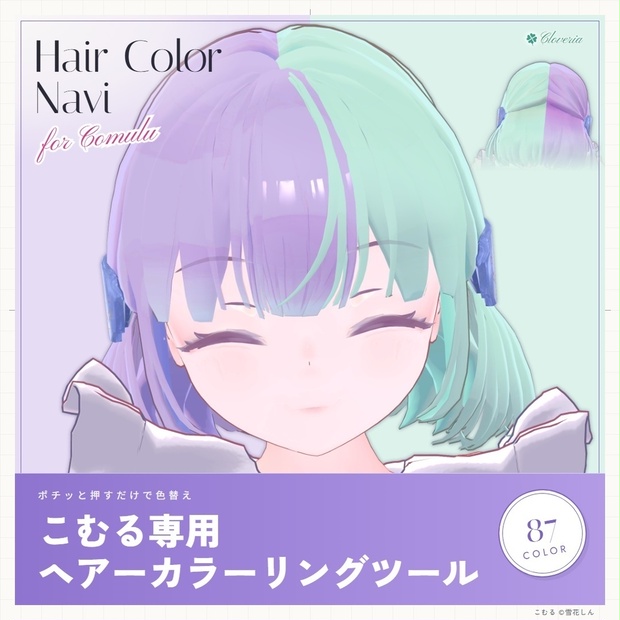 Hair Color
Navi
for Comulu
Cloveria
ポチッと押すだけで色替え
こむる専用
ヘアーカラーリングツール
87
COLOR
こむる ©雪花しん